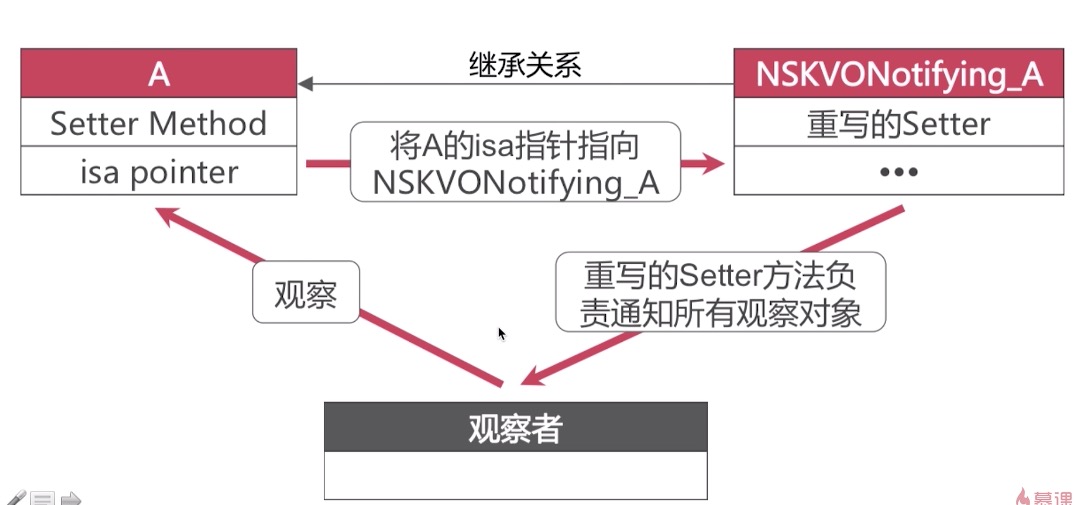 继承关系
A
NSKVONotifying_A
Setter Method
重写的Setter
isa pointer
•••
将A的isa指针指向
NSKVONotifying_A
观察
重写的Setter方法负
责通知所有观察对象
观察者
慕课